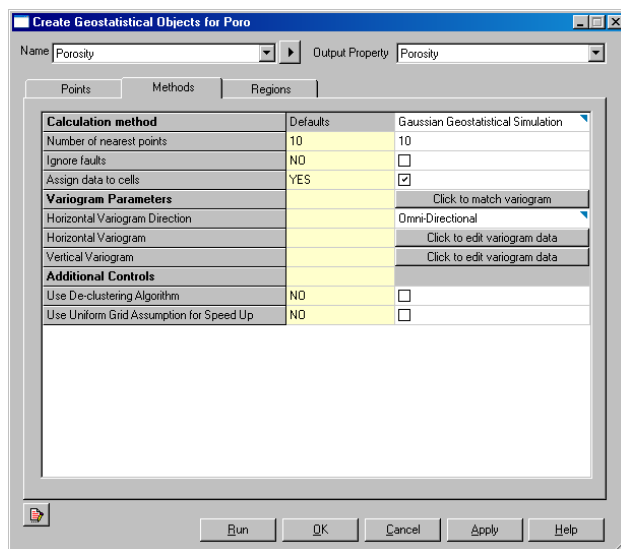 Create Geostatistical Objects for Poro
Name Porosity Output Property Porosity
Points Methods Regions
Calculation method Defaults Gaussian Geostatistical Simulation
Number of nearest points 10 10
Ignore faults NO
Assign data to cells YES
Variogram Parameters Click to match variogram
Horizontal Variogram Direction Omni-Directional
Horizontal Variogram Click to edit variogram data
Vertical Variogram Click to edit variogram data
Additional Controls
Use De-clustering Algorithm NO
Use Uniform Grid Assumption for Speed Up NO
Run OK Cancel Apply Help